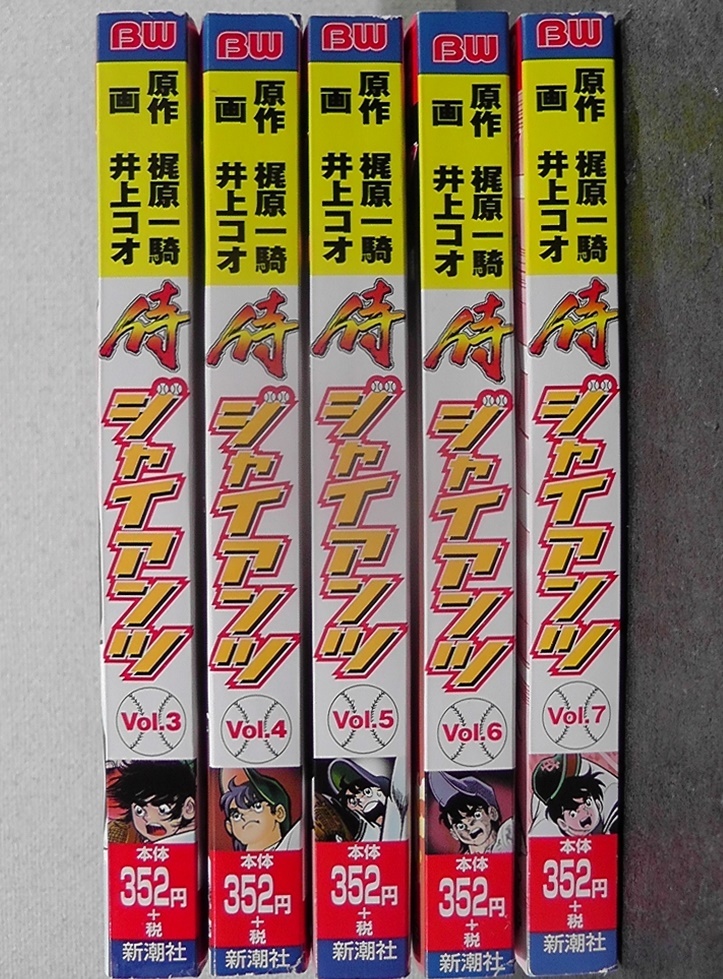 BW
原作 梶原一騎
画 井上コオ
侍
ジャイアンツ
Vol.3
本体
352円
+税
新潮社
BW
原作 梶原一騎
画 井上コオ
侍
ジャイアンツ
Vol.4
本体
352円
+税
新潮社
BW
原作 梶原一騎
画 井上コオ
侍
ジャイアンツ
Vol.5
本体
352円
+税
新潮社
BW
原作 梶原一騎
画 井上コオ
侍
ジャイアンツ
Vol.6
本体
352円
+税
新潮社
BW
原作 梶原一騎
画 井上コオ
侍
ジャイアンツ
Vol.7
本体
352円
+税
新潮社